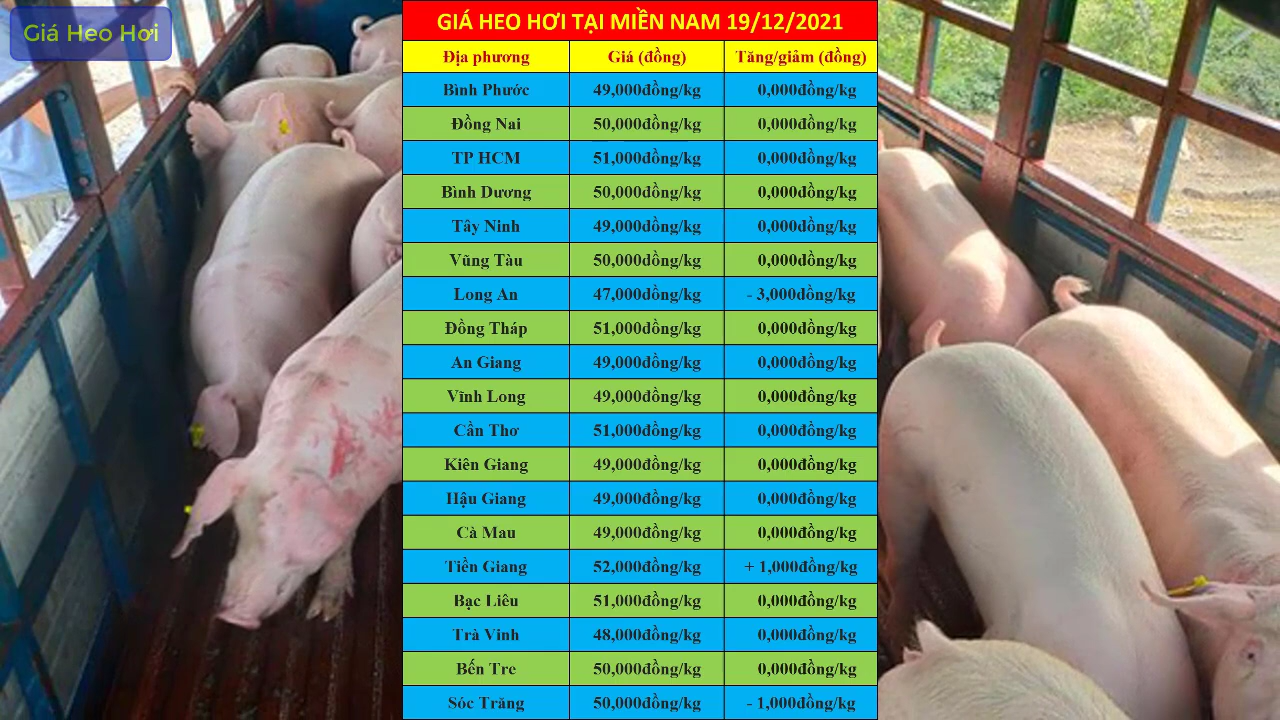 Giá Heo Hơi
GIÁ HEO HƠI TẠI MIỀN NAM 19/12/2021
Địa phương Giá (đồng) Tăng/giảm (đồng)
Bình Phước 49,000đồng/kg 0,000đồng/kg
Đồng Nai 50,000đồng/kg 0,000đồng/kg
TP HCM 51,000đồng/kg 0,000đồng/kg
Bình Dương 50,000đồng/kg 0,000đồng/kg
Tây Ninh 49,000đồng/kg 0,000đồng/kg
Vũng Tàu 50,000đồng/kg 0,000đồng/kg
Long An 47,000đồng/kg - 3,000đồng/kg
Đồng Tháp 51,000đồng/kg 0,000đồng/kg
An Giang 49,000đồng/kg 0,000đồng/kg
Vĩnh Long 49,000đồng/kg 0,000đồng/kg
Cần Thơ 51,000đồng/kg 0,000đồng/kg
Kiên Giang 49,000đồng/kg 0,000đồng/kg
Hậu Giang 49,000đồng/kg 0,000đồng/kg
Cà Mau 49,000đồng/kg 0,000đồng/kg
Tiền Giang 52,000đồng/kg + 1,000đồng/kg
Bạc Liêu 51,000đồng/kg 0,000đồng/kg
Trà Vinh 48,000đồng/kg 0,000đồng/kg
Bến Tre 50,000đồng/kg 0,000đồng/kg
Sóc Trăng 50,000đồng/kg - 1,000đồng/kg